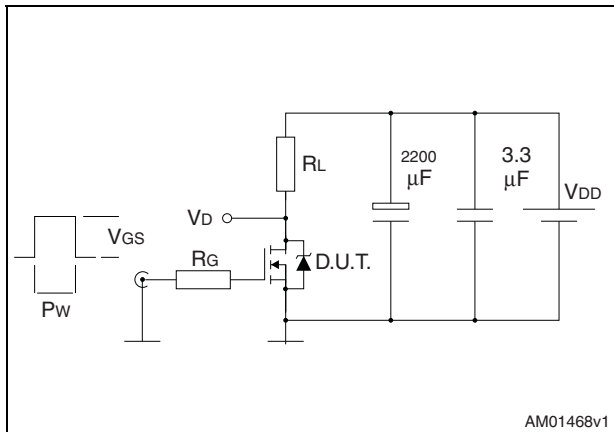 RL
2200
μF
3.3
μF
VDD
VD
VGS
RG
D.U.T.
PW
AM01468v1